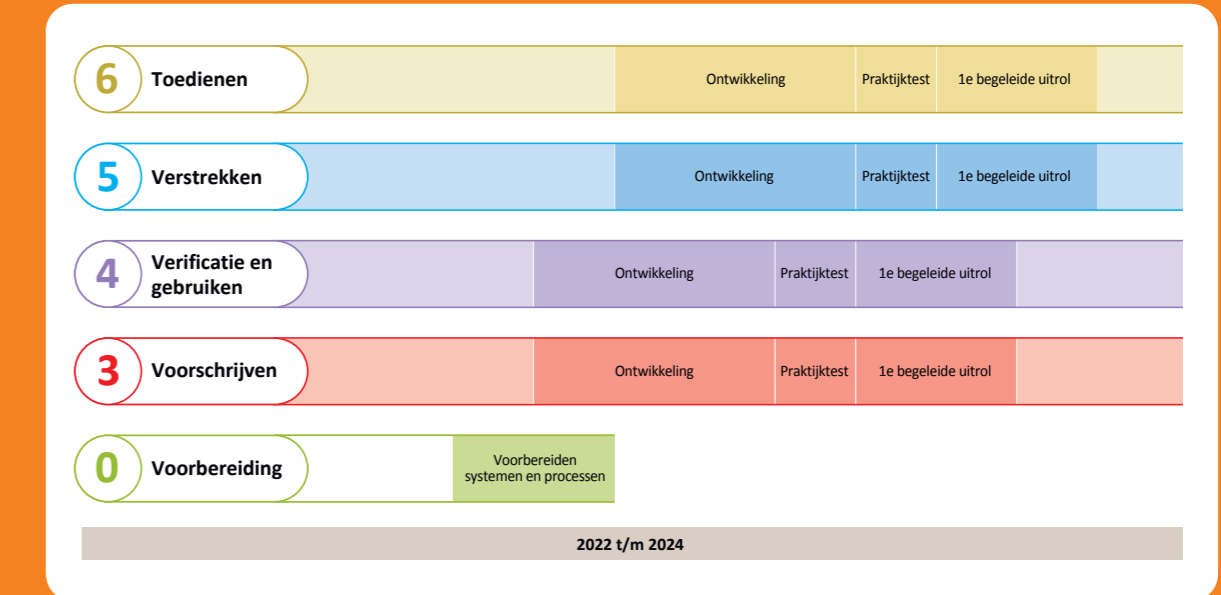 6 Toedienen Ontwikkeling Praktijktest 1e begeleide uitrol
5 Verstrekken Ontwikkeling Praktijktest 1e begeleide uitrol
4 Verificatie en
gebruiken Ontwikkeling Praktijktest 1e begeleide uitrol
3 Voorschrijven Ontwikkeling Praktijktest 1e begeleide uitrol
0 Voorbereiding Voorbereiden
systemen en processen
2022 t/m 2024